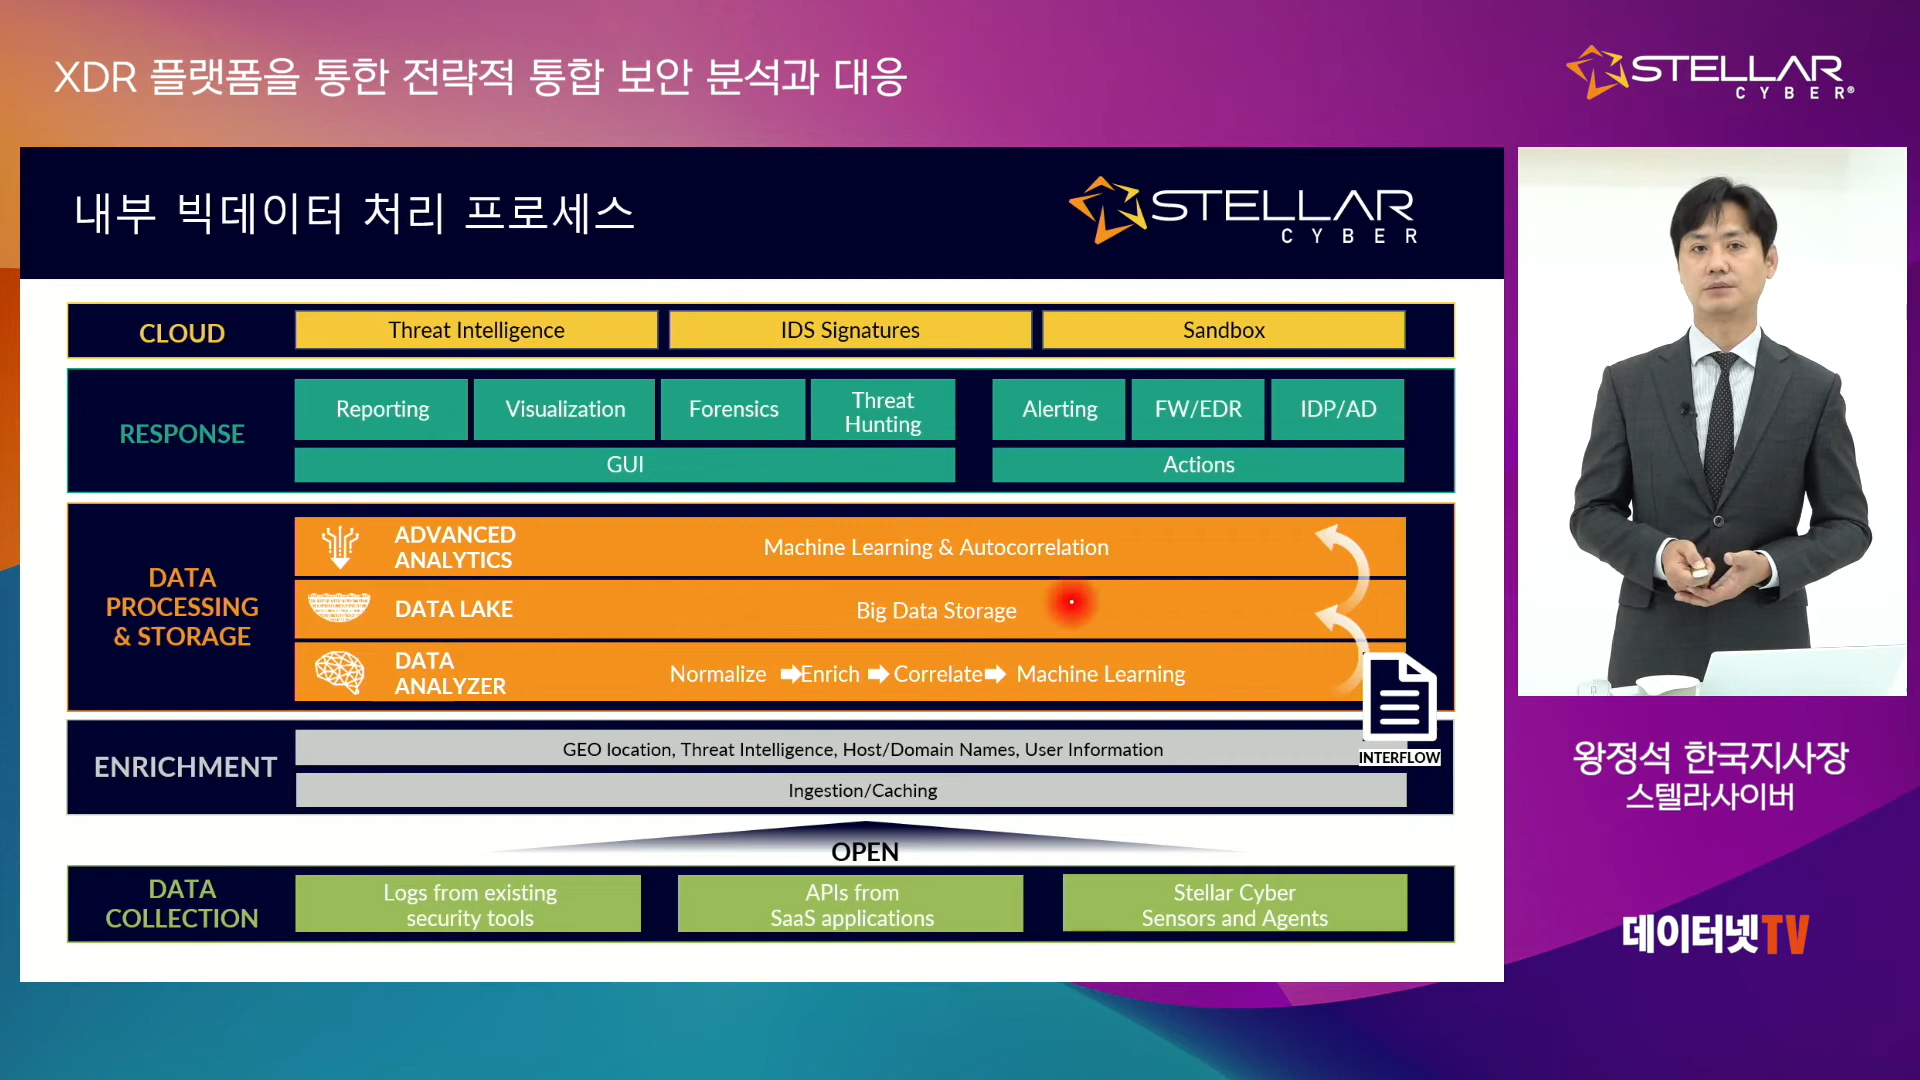 XDR 플랫폼을 통한 전략적 통합 보안 분석과 대응
STELLAR
CYBER®
내부 빅데이터 처리 프로세스
STELLAR
CYBER
CLOUD
Threat Intelligence
IDS Signatures
Sandbox
RESPONSE
Reporting
Visualization
Forensics
Threat
Hunting
Alerting
FW/EDR
IDP/AD
GUI
Actions
DATA
PROCESSING
& STORAGE
ADVANCED
ANALYTICS
Machine Learning & Autocorrelation
DATA LAKE
Big Data Storage
DATA
ANALYZER
Normalize Enrich Correlate Machine Learning
INTERFLOW
ENRICHMENT
GEO location, Threat Intelligence, Host/Domain Names, User Information
Ingestion/Caching
OPEN
DATA
COLLECTION
Logs from existing
security tools
APIs from
SaaS applications
Stellar Cyber
Sensors and Agents
왕정석 한국지사장
스텔라사이버
데이터넷TV